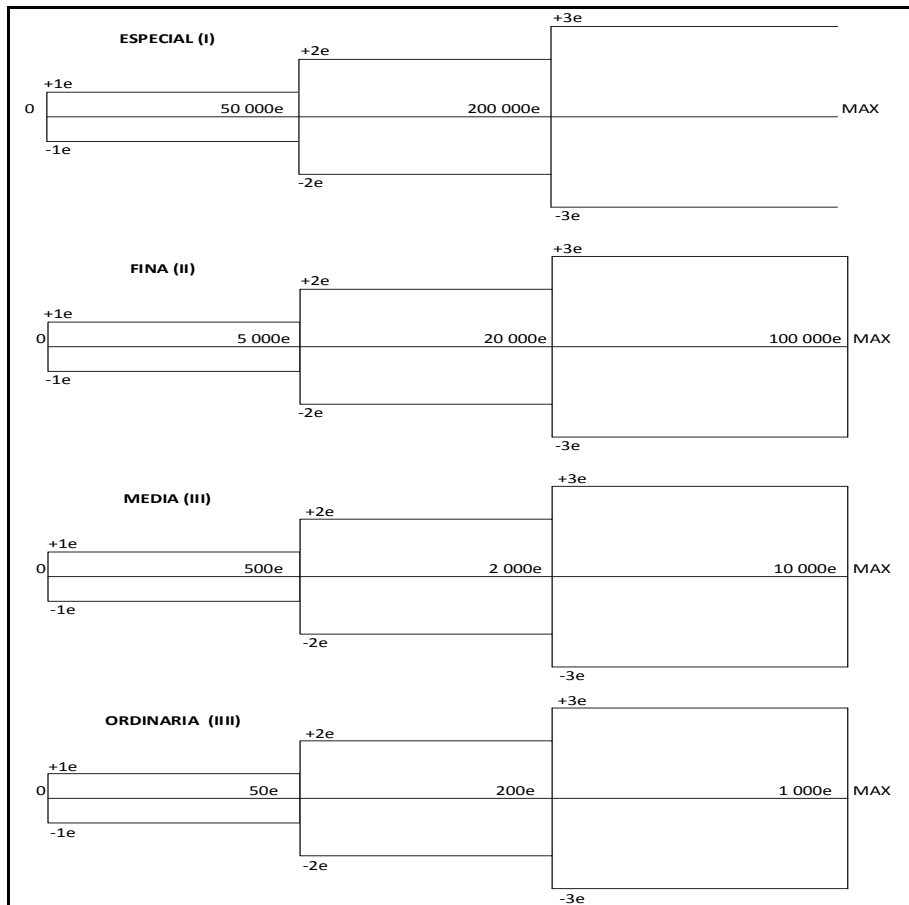 ESPECIAL (I)
+3e
+2e
+1e
0 50 000e 200 000e MAX
-1e
-2e
-3e
FINA (II)
+3e
+2e
+1e
0 5 000e 20 000e 100 000e MAX
-1e
-2e
-3e
MEDIA (III)
+3e
+2e
+1e
0 500e 2 000e 10 000e MAX
-1e
-2e
-3e
ORDINARIA (IIII)
+3e
+2e
+1e
0 50e 200e 1 000e MAX
-1e
-2e
-3e